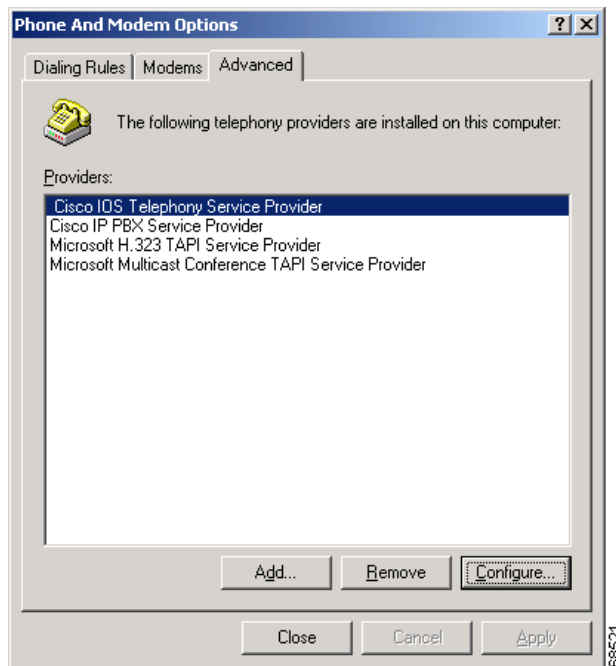 Phone And Modem Options
Dialing Rules Modems Advanced
The following telephony providers are installed on this computer:
Providers:
Cisco IOS Telephony Service Provider
Cisco IP PBX Service Provider
Microsoft H.323 TAPI Service Provider
Microsoft Multicast Conference TAPI Service Provider
Add... Remove Configure...
Close Cancel Apply